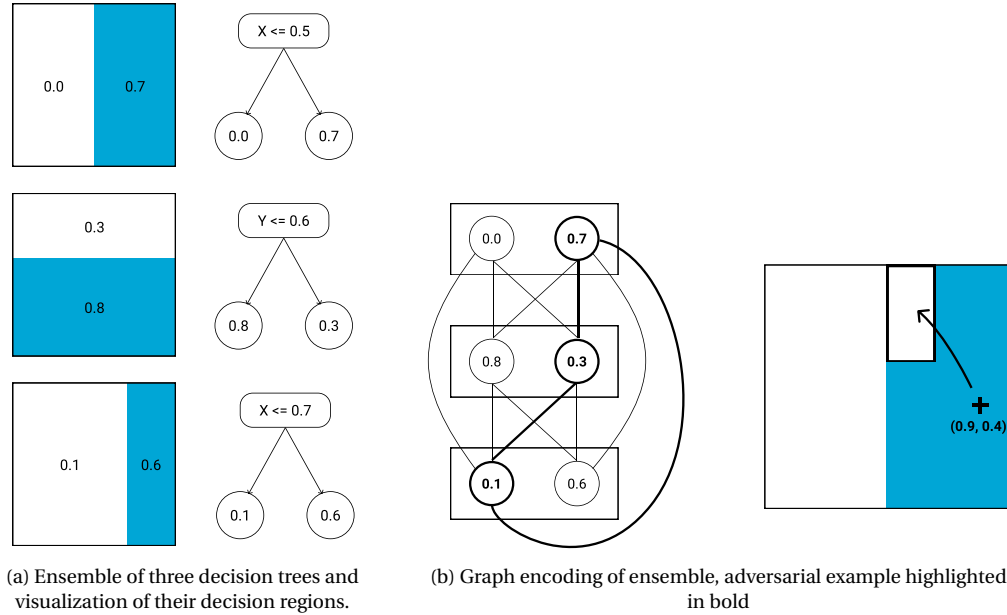 X <= 0.5
0.0 0.7 0.0 0.7
0.3 Y <= 0.6
0.8 0.8 0.3
X <= 0.7
0.1 0.6 0.1 0.6
(a) Ensemble of three decision trees and
visualization of their decision regions.
0.0 0.7
0.8 0.3
0.1 0.6
(0.9, 0.4)
(b) Graph encoding of ensemble, adversarial example highlighted
in bold